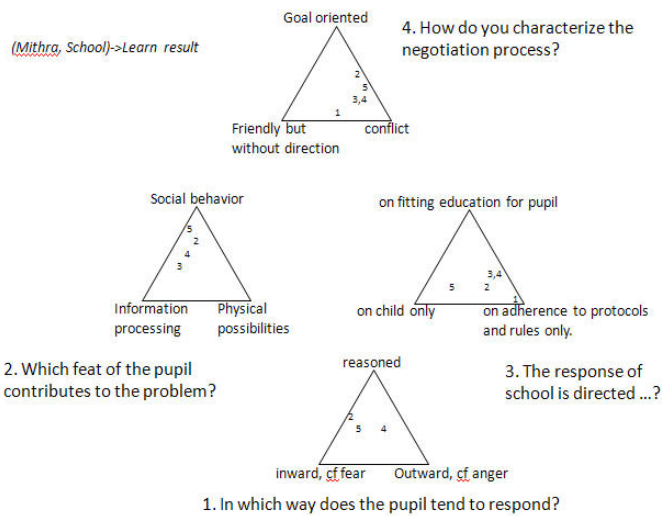 Goal oriented
(Mithra, School)->Learn result
4. How do you characterize the
negotiation process?
2
5
3,4
1
Friendly but
without direction
conflict
Social behavior
on fitting education for pupil
5
2
4
3
3,4
5
2
1
Information
processing
Physical
possibilities
on child only
on adherence to protocols
and rules only.
2. Which feat of the pupil
contributes to the problem?
reasoned
3. The response of
school is directed ...?
2
5
4
inward, cf fear
Outward, cf anger
1. In which way does the pupil tend to respond?